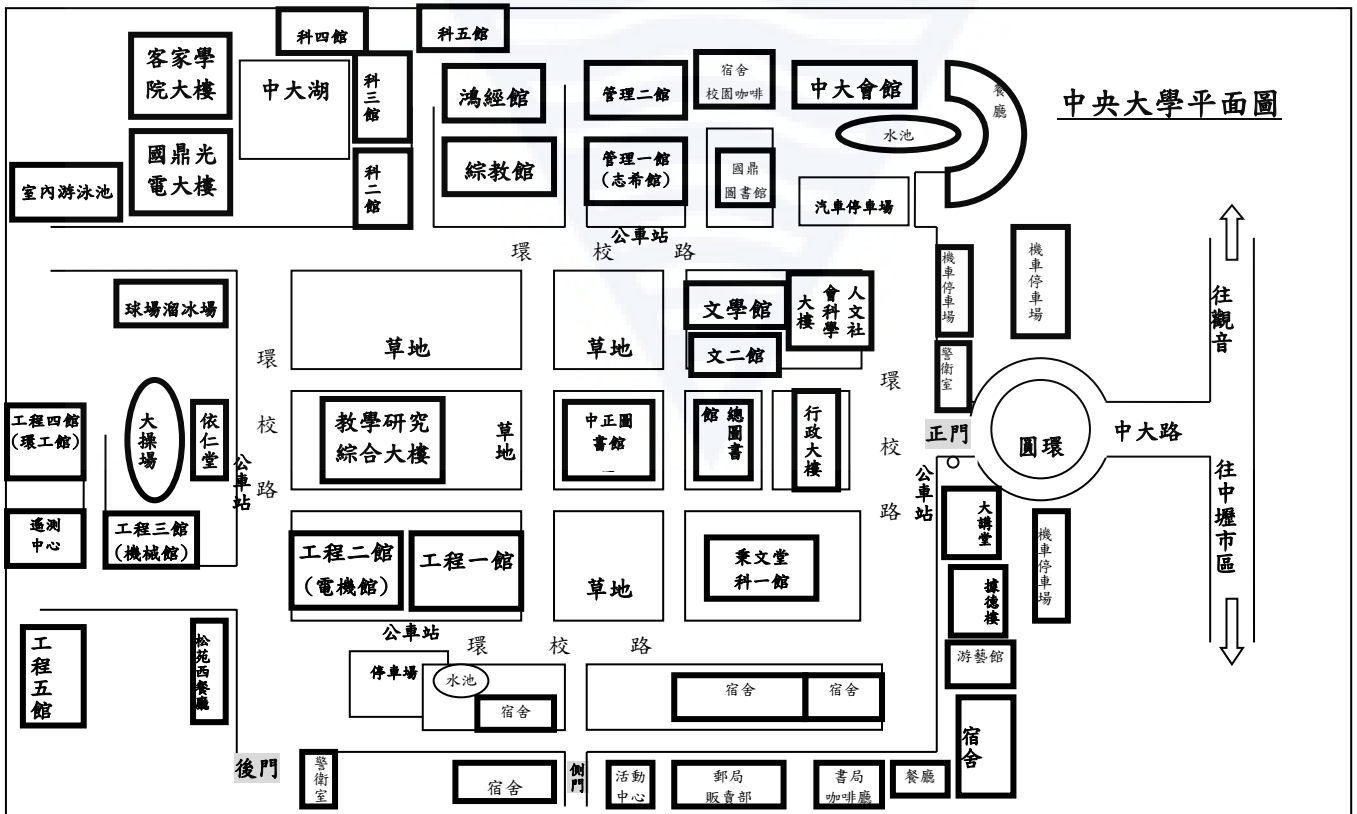 中央大學平面圖
科四館
科五館
客家學
院大樓
中大湖
科三館
鴻經館
管理二館
宿舍
校園咖啡
中大會館
餐廳
水池
國鼎光
電大樓
室內游泳池
科二館
綜教館
管理一館
(志希館)
國鼎
圖書館
汽車停車場
公車站
環 校 路
機車停車場
機車停車場
往觀音
球場溜冰場
草地
草地
文學館
人文社
會科學
大樓
文二館
環校路
環校路
警衛室
工程四館
(環工館)
大操場
依仁堂
公車站
教學研究
綜合大樓
草地
中正圖
書館
總圖書
館
行政大樓
正門
圓環
中大路
公車站
往中壢市區
遙測
中心
工程三館
(機械館)
工程二館
(電機館)
工程一館
草地
秉文堂
科一館
大講堂
機車停車場
據德樓
公車站
環 校 路
工程五館
松苑西餐廳
停車場
水池
宿舍
宿舍
宿舍
游藝館
宿舍
後門
警衛室
宿舍
側門
活動
中心
郵局
販賣部
書局
咖啡廳
餐廳